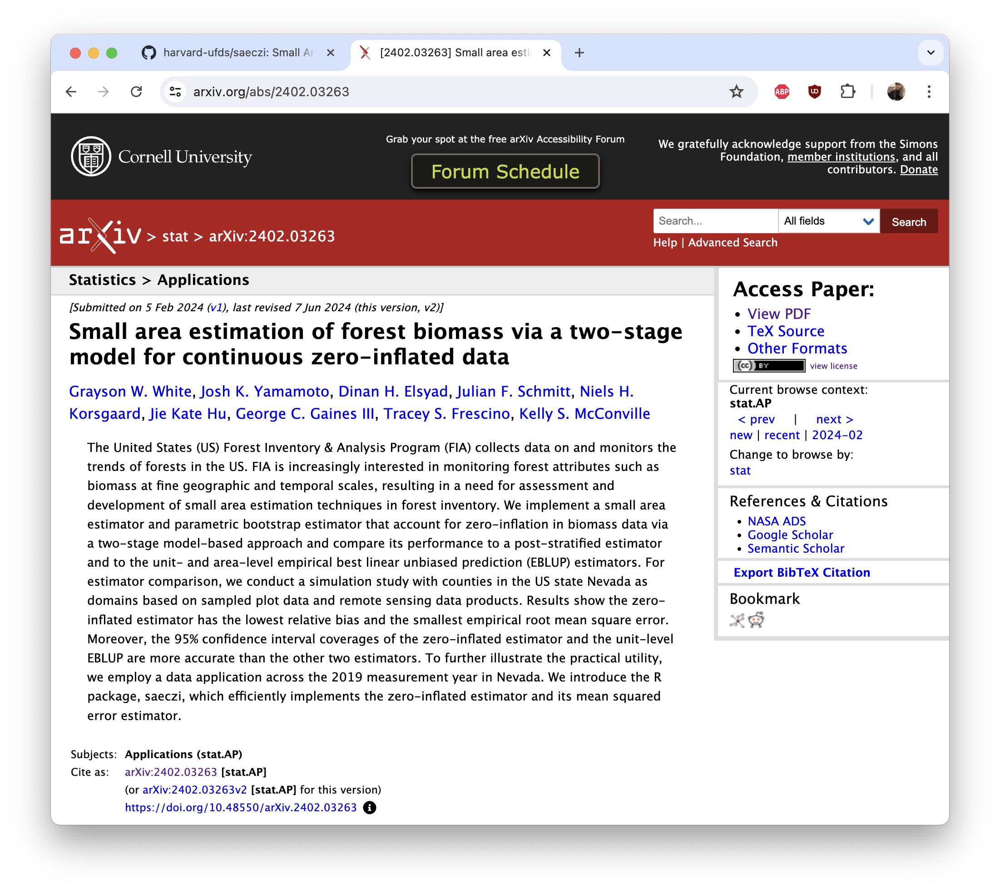 harvard-ufds/saeczi: Small Ar
[2402.03263] Small area esti
arxiv.org/abs/2402.03263
ABP
Cornell University
Grab your spot at the free arXiv Accessibility Forum
Forum Schedule
We gratefully acknowledge support from the Simons
Foundation, member institutions, and all
contributors. Donate
arXiv > stat > arXiv:2402.03263
Search...
All fields
Search
Help | Advanced Search
Statistics > Applications
[Submitted on 5 Feb 2024 (v1), last revised 7 Jun 2024 (this version, v2)]
Small area estimation of forest biomass via a two-stage
model for continuous zero-inflated data
Grayson W. White, Josh K. Yamamoto, Dinan H. Elsyad, Julian F. Schmitt, Niels H.
Korsgaard, Jie Kate Hu, George C. Gaines III, Tracey S. Frescino, Kelly S. McConville
The United States (US) Forest Inventory & Analysis Program (FIA) collects data on and monitors the
trends of forests in the US. FIA is increasingly interested in monitoring forest attributes such as
biomass at fine geographic and temporal scales, resulting in a need for assessment and
development of small area estimation techniques in forest inventory. We implement a small area
estimator and parametric bootstrap estimator that account for zero-inflation in biomass data via
a two-stage model-based approach and compare its performance to a post-stratified estimator
and to the unit- and area-level empirical best linear unbiased prediction (EBLUP) estimators. For
estimator comparison, we conduct a simulation study with counties in the US state Nevada as
domains based on sampled plot data and remote sensing data products. Results show the zero-
inflated estimator has the lowest relative bias and the smallest empirical root mean square error.
Moreover, the 95% confidence interval coverages of the zero-inflated estimator and the unit-level
EBLUP are more accurate than the other two estimators. To further illustrate the practical utility,
we employ a data application across the 2019 measurement year in Nevada. We introduce the R
package, saeczi, which efficiently implements the zero-inflated estimator and its mean squared
error estimator.
Subjects: Applications (stat.AP)
Cite as: arXiv:2402.03263 [stat.AP]
(or arXiv:2402.03263v2 [stat.AP] for this version)
https://doi.org/10.48550/arXiv.2402.03263
Access Paper:
View PDF
TeX Source
Other Formats
(cc) BY view license
Current browse context:
stat.AP
< prev | next >
new | recent | 2024-02
Change to browse by:
stat
References & Citations
NASA ADS
Google Scholar
Semantic Scholar
Export BibTeX Citation
Bookmark